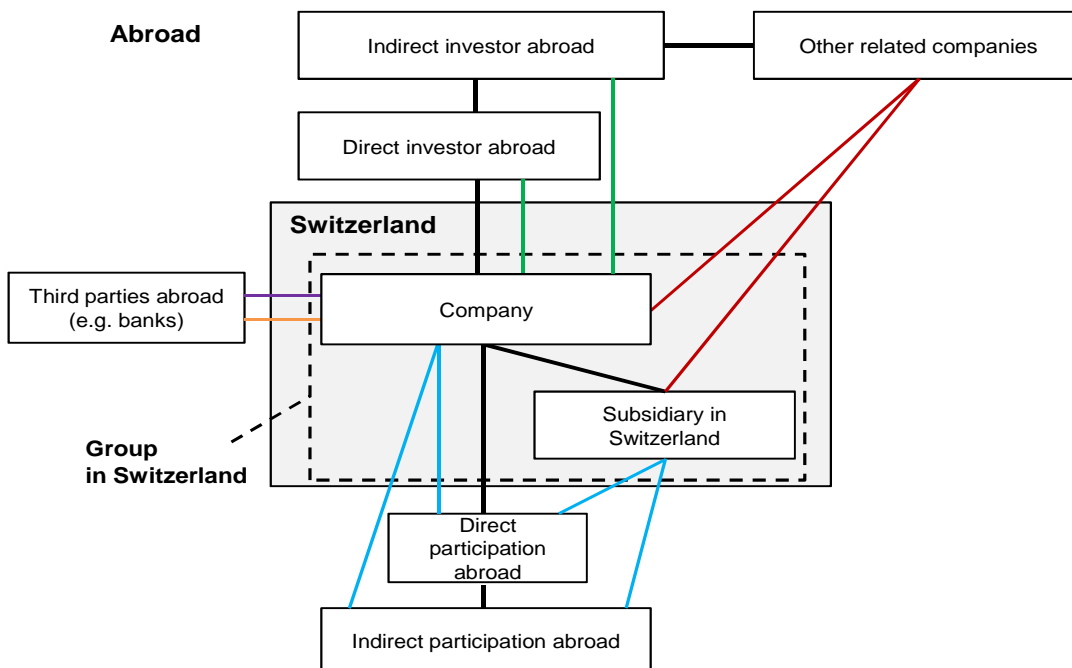 Abroad
Indirect investor abroad
Other related companies
Direct investor abroad
Switzerland
Third parties abroad
(e.g. banks)
Company
Subsidiary in
Switzerland
Group
in Switzerland
Direct
participation
abroad
Indirect participation abroad